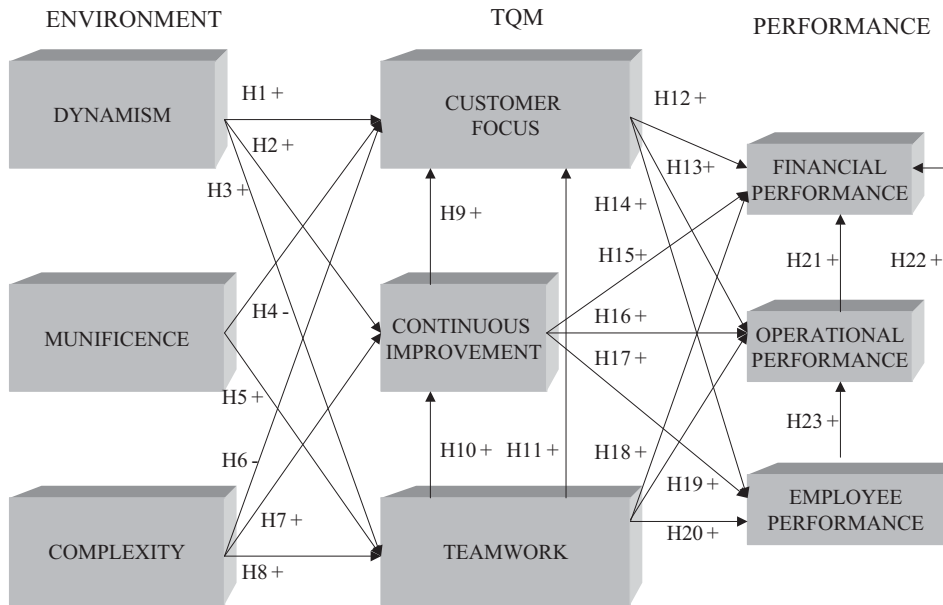 ENVIRONMENT
TQM
PERFORMANCE
DYNAMISM
CUSTOMER
FOCUS
FINANCIAL
PERFORMANCE
MUNIFICENCE
CONTINUOUS
IMPROVEMENT
OPERATIONAL
PERFORMANCE
COMPLEXITY
TEAMWORK
EMPLOYEE
PERFORMANCE
H1 +
H2 +
H3 +
H4 -
H5 +
H6 -
H7 +
H8 +
H9 +
H10 +
H11 +
H12 +
H13+
H14 +
H15+
H16 +
H17 +
H18 +
H19 +
H20 +
H21 +
H22 +
H23 +